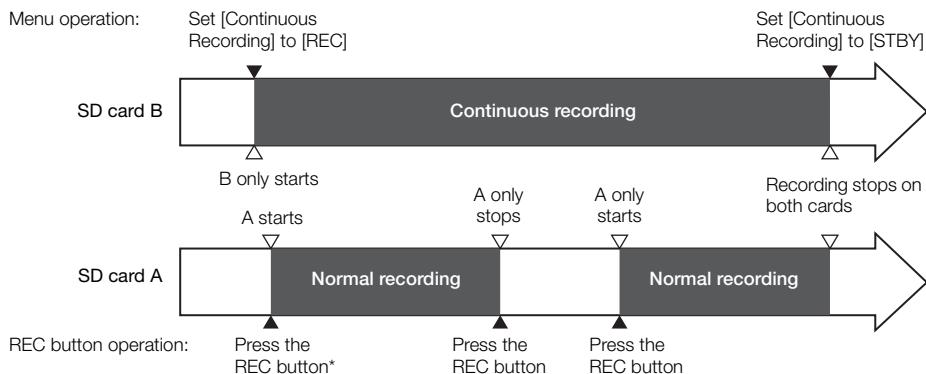 Menu operation:
Set [Continuous
Recording] to [REC]
Set [Continuous
Recording] to [STBY]
SD card B
Continuous recording
B only starts
Recording stops on
both cards
A starts
A only
stops
A only
starts
SD card A
Normal recording
Normal recording
REC button operation:
Press the
REC button*
Press the
REC button
Press the
REC button